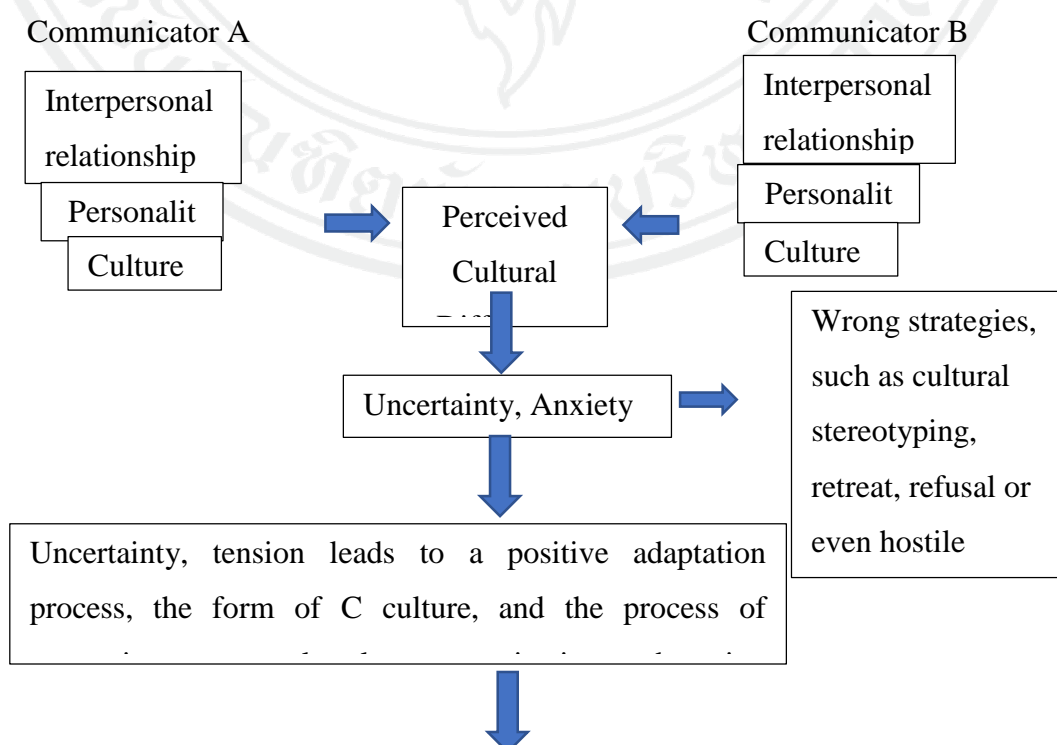 Communicator A
Communicator B
Interpersonal
relationship
Personalit
Culture
Interpersonal
relationship
Personalit
Culture
Perceived
Cultural
Uncertainty, Anxiety
Wrong strategies,
such as cultural
stereotyping,
retreat, refusal or
even hostile
Uncertainty, tension leads to a positive adaptation
process, the form of C culture, and the process of